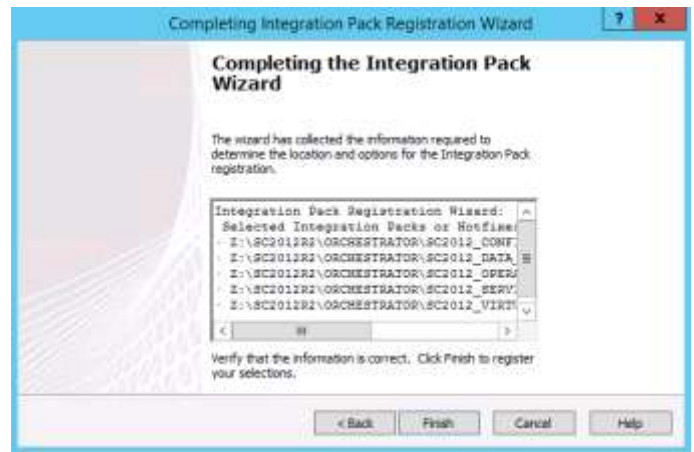 Completing Integration Pack Registration Wizard
Completing the Integration Pack
Wizard
The wizard has collected the information required to
determine the location and options for the Integration Pack
registration.
Integration Pack Registration Wizard:
Selected Integration Packs or Hotfixe
- Z:\SC2012R2\ORCHESTRATOR\SC2012_CONF
- Z:\SC2012R2\ORCHESTRATOR\SC2012_DATA_
- Z:\SC2012R2\ORCHESTRATOR\SC2012_OPERA
- Z:\SC2012R2\ORCHESTRATOR\SC2012_SERV
- Z:\SC2012R2\ORCHESTRATOR\SC2012_VIRT
Verify that the information is correct. Click Finish to register
your selections.
< Back Finish Cancel Help